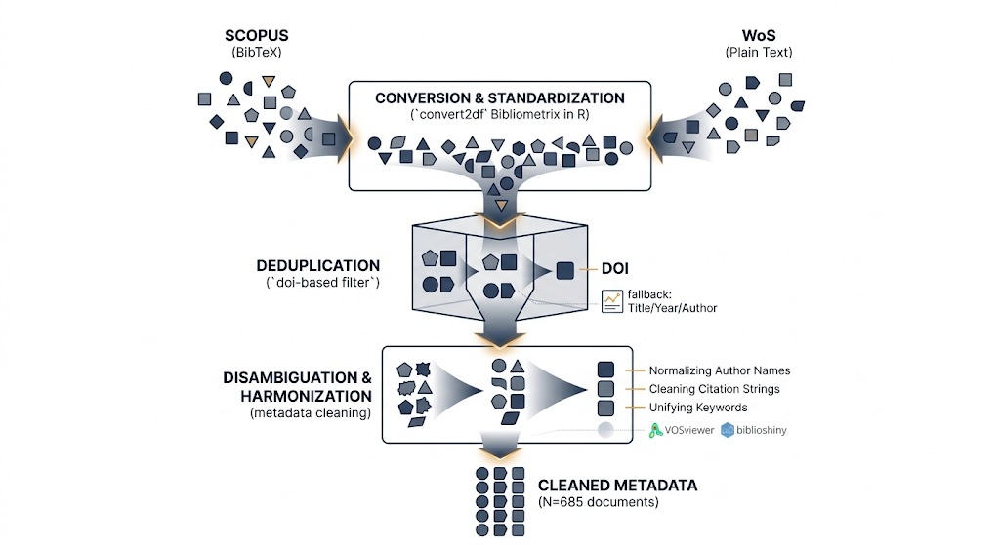 SCOPUS
(BibTeX)
WoS
(Plain Text)
CONVERSION & STANDARDIZATION
(`convert2df` Bibliometrix in R)
DEDUPLICATION
(`doi-based filter`)
DOI
fallback:
Title/Year/Author
DISAMBIGUATION &
HARMONIZATION
(metadata cleaning)
Normalizing Author Names
Cleaning Citation Strings
Unifying Keywords
VOSviewer biblioshiny
CLEANED METADATA
(N=685 documents)